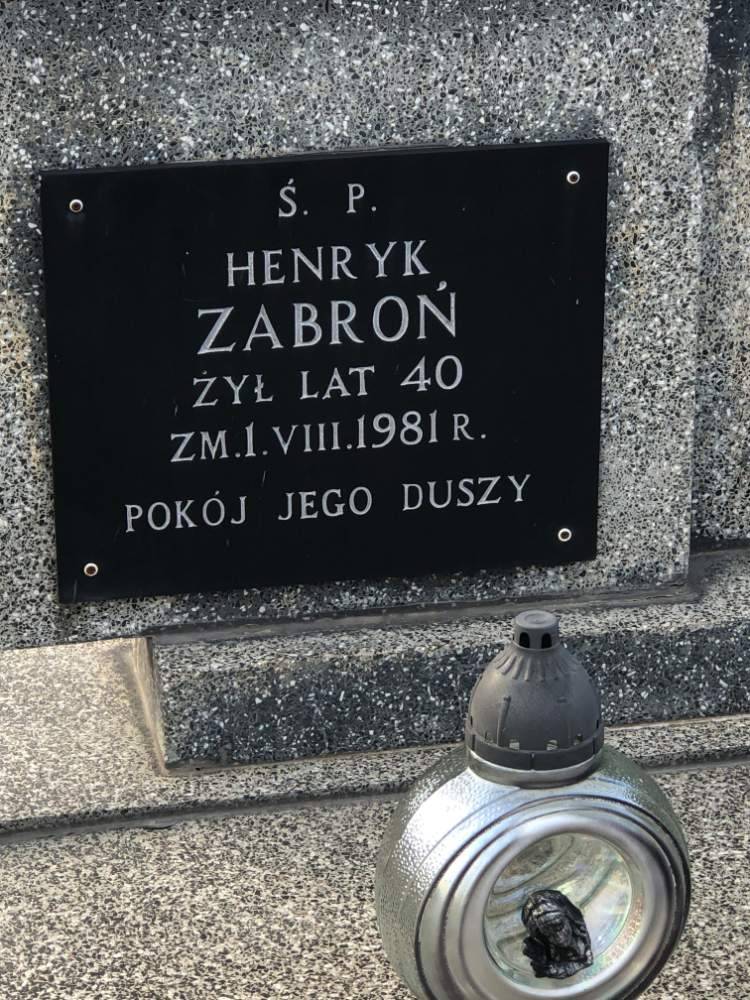 Ś. P.
HENRYK
ZABROŃ
ŻYŁ LAT 40
ZM.1.VIII.1981 R.
POKÓJ JEGO DUSZY